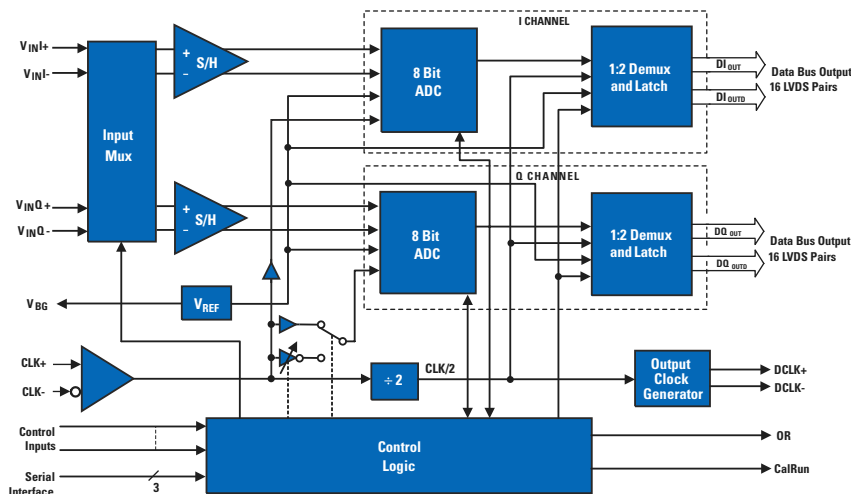 I CHANNEL
VINI+
VINI-
+
S/H
−
8 Bit
ADC
1:2 Demux
and Latch
DIOUT
DIOUTD
Data Bus Output
16 LVDS Pairs
Input
Mux
Q CHANNEL
VINQ+
VINQ-
+
S/H
−
8 Bit
ADC
1:2 Demux
and Latch
DQOUT
DQOUTD
Data Bus Output
16 LVDS Pairs
VBG
VREF
CLK+
CLK-
÷ 2
CLK/2
Output
Clock
Generator
DCLK+
DCLK-
Control
Inputs
Control
Logic
OR
CalRun
Serial
Interface
3